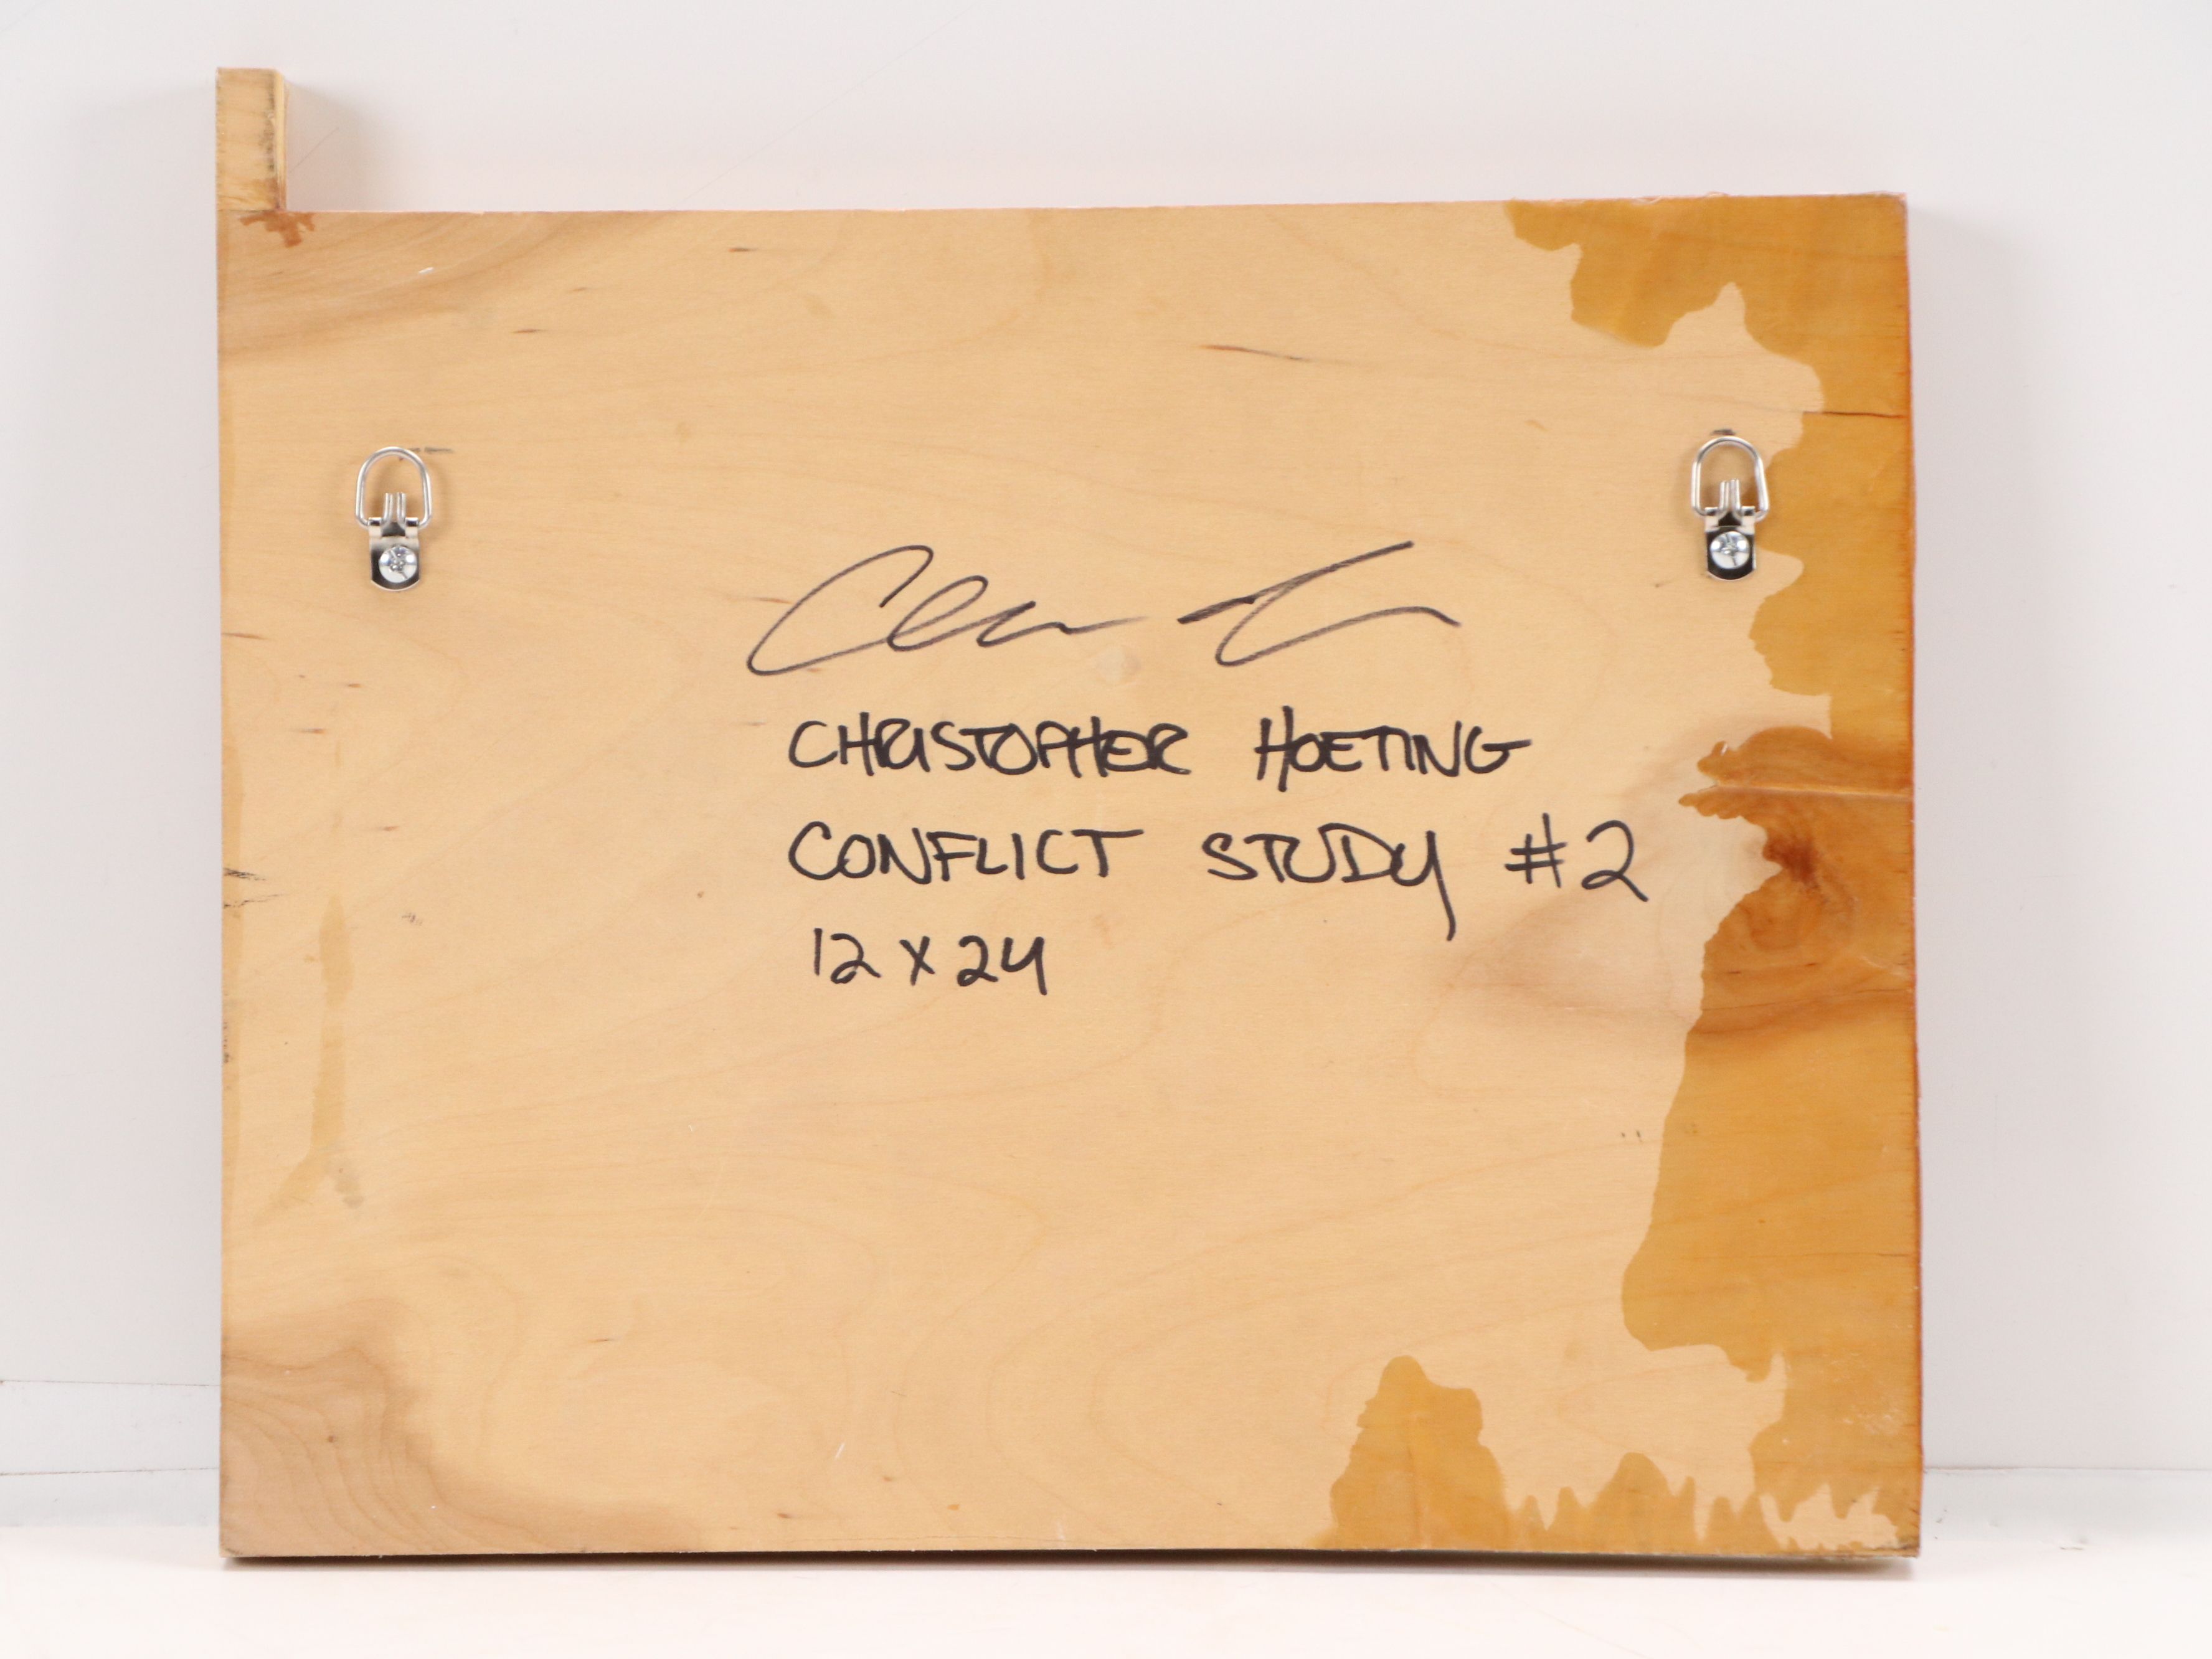 CHRISTOPHER HOETING
CONFLICT STUDY #2
12 x 24